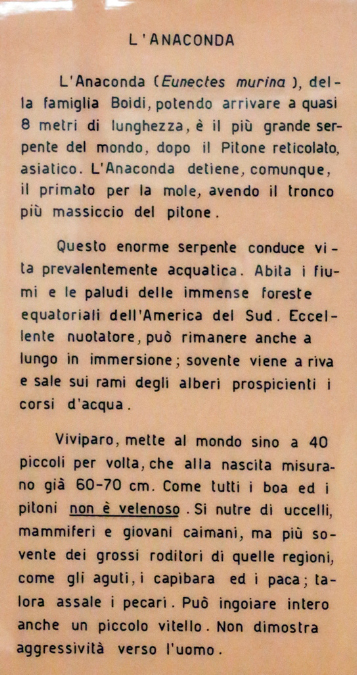 L'ANACONDA
L'Anaconda (Eunectes murina), del-
la famiglia Boidi, potendo arrivare a quasi
8 metri di lunghezza, è il più grande ser-
pente del mondo, dopo il Pitone reticolato,
asiatico. L'Anaconda detiene, comunque,
il primato per la mole, avendo il tronco
più massiccio del pitone.
Questo enorme serpente conduce vi-
ta prevalentemente acquatica. Abita i fiu-
mi e le paludi delle immense foreste
equatoriali dell'America del Sud. Eccel-
lente nuotatore, può rimanere anche a
lungo in immersione; sovente viene a riva
e sale sui rami degli alberi prospicienti i
corsi d'acqua.
Viviparo, mette al mondo sino a 40
piccoli per volta, che alla nascita misura-
no già 60-70 cm. Come tutti i boa ed i
pitoni non è velenoso. Si nutre di uccelli,
mammiferi e giovani caimani, ma più so-
vente dei grossi roditori di quelle regioni,
come gli aguti, i capibara ed i paca; ta-
lora assale i pecari. Può ingoiare intero
anche un piccolo vitello. Non dimostra
aggressività verso l'uomo.